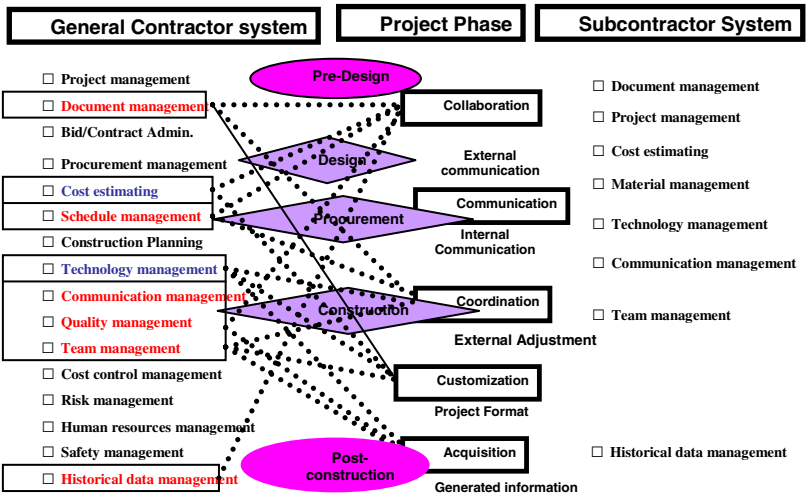 General Contractor system
Project Phase
Subcontractor System
☐ Project management
☐ Document management
☐ Bid/Contract Admin.
☐ Procurement management
☐ Cost estimating
☐ Schedule management
☐ Construction Planning
☐ Technology management
☐ Communication management
☐ Quality management
☐ Team management
☐ Cost control management
☐ Risk management
☐ Human resources management
☐ Safety management
☐ Historical data management
Pre-Design
Design
Procurement
Construction
Post-
construction
Collaboration
External
communication
Communication
Internal
Communication
Coordination
External Adjustment
Customization
Project Format
Acquisition
Generated information
☐ Document management
☐ Project management
☐ Cost estimating
☐ Material management
☐ Technology management
☐ Communication management
☐ Team management
☐ Historical data management